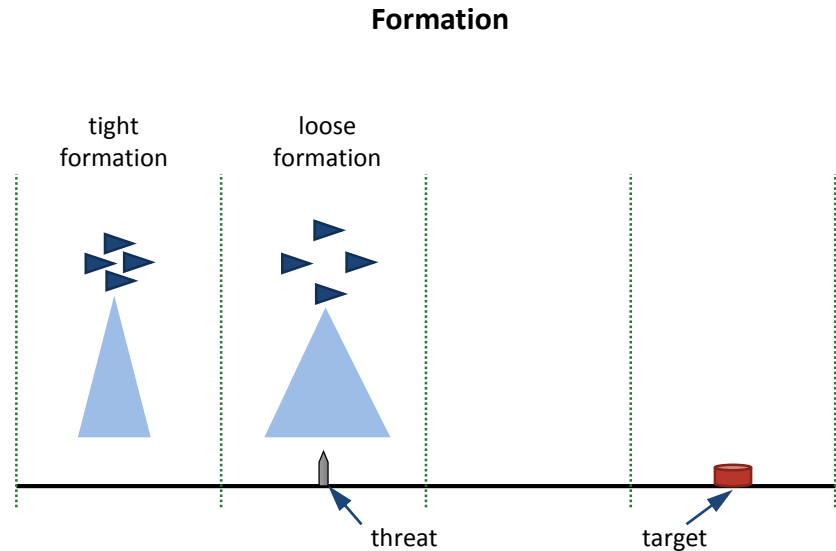 Formation
tight
formation
loose
formation
threat
target